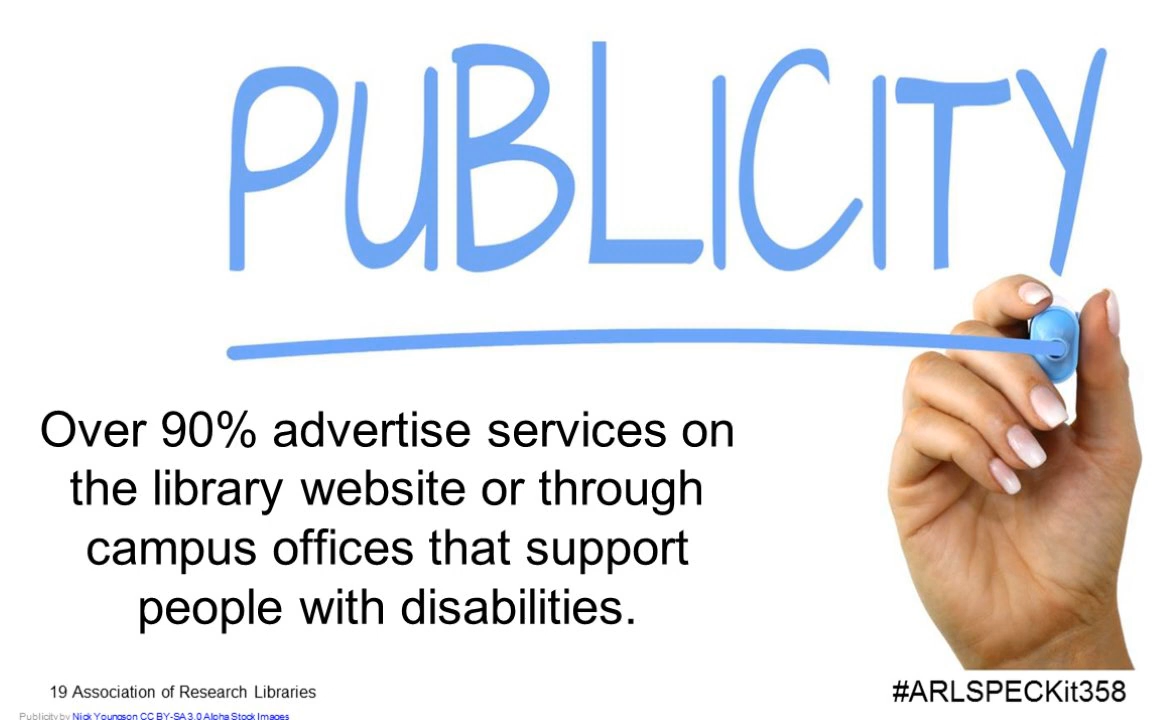 PUBLICITY
Over 90% advertise services on
the library website or through
campus offices that support
people with disabilities.
19 Association of Research Libraries
#ARLSPECKit358
Publicity by Nick Youngson CC BY-SA 3.0 Alpha Stock Images